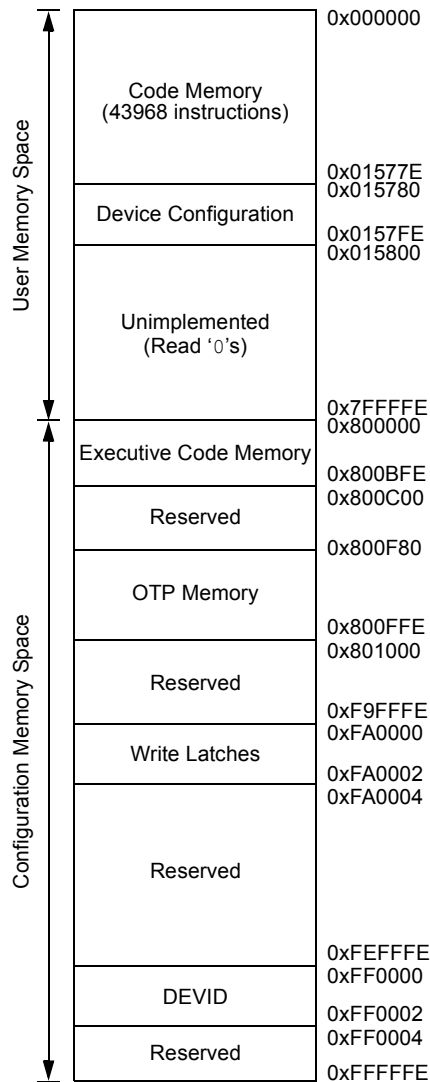 0x000000
Code Memory
(43968 instructions)
0x01577E
0x015780
Device Configuration
0x0157FE
0x015800
Unimplemented
(Read ‘0’s)
0x7FFFFE
0x800000
Executive Code Memory
0x800BFE
0x800C00
Reserved
0x800F80
OTP Memory
0x800FFE
0x801000
Reserved
0xF9FFFE
0xFA0000
Write Latches
0xFA0002
0xFA0004
Reserved
0xFEFFFE
0xFF0000
DEVID
0xFF0002
0xFF0004
Reserved
0xFFFFFE
User Memory Space
Configuration Memory Space